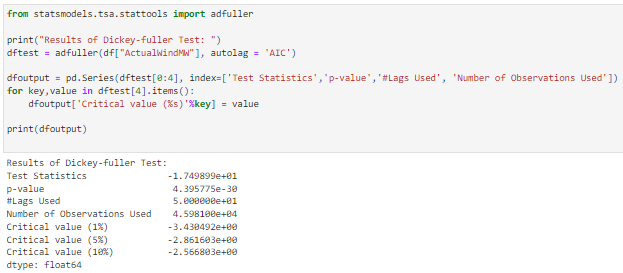 from statsmodels.tsa.stattools import adfuller
print("Results of Dickey-fuller Test: ")
dftest = adfuller(df["ActualWindMW"], autolag = 'AIC')
dfoutput = pd.Series(dftest[0:4], index=['Test Statistics','p-value','#Lags Used', 'Number of Observations Used'])
for key,value in dftest[4].items():
    dfoutput['Critical value (%s)'%key] = value
print(dfoutput)
Results of Dickey-fuller Test:
Test Statistics -1.749899e+01
p-value 4.395775e-30
#Lags Used 5.000000e+01
Number of Observations Used 4.598100e+04
Critical value (1%) -3.430492e+00
Critical value (5%) -2.861603e+00
Critical value (10%) -2.566803e+00
dtype: float64